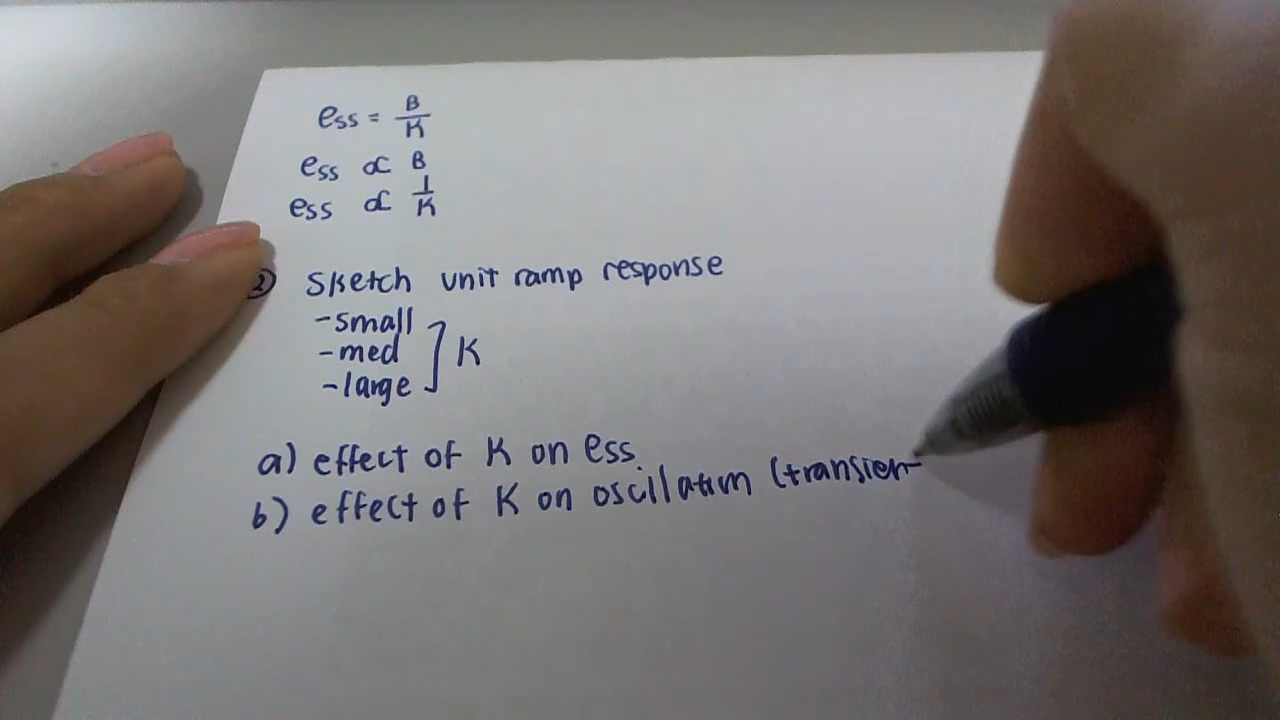 ess = B/K
ess ∝ B
ess ∝ 1/K
2) Sketch unit ramp response
-small
-med ] K
-large
a) effect of K on ess
b) effect of K on oscillation (transien